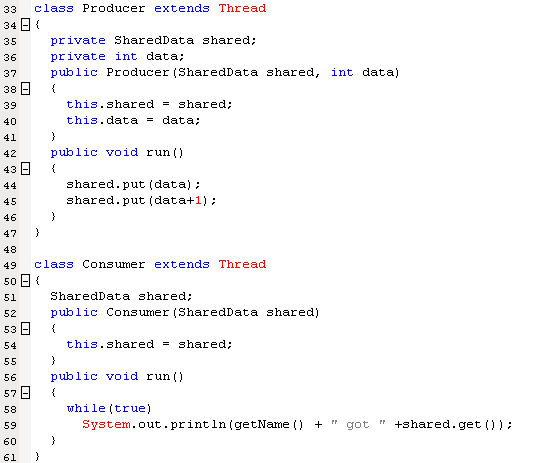 33 class Producer extends Thread
34 {
35   private SharedData shared;
36   private int data;
37   public Producer(SharedData shared, int data)
38   {
39     this.shared = shared;
40     this.data = data;
41   }
42   public void run()
43   {
44     shared.put(data);
45     shared.put(data+1);
46   }
47 }
48
49 class Consumer extends Thread
50 {
51   SharedData shared;
52   public Consumer(SharedData shared)
53   {
54     this.shared = shared;
55   }
56   public void run()
57   {
58     while(true)
59       System.out.println(getName() + " got " +shared.get());
60   }
61 }